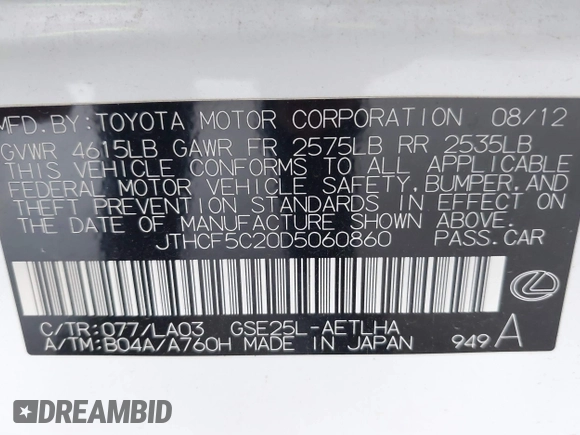 MFD. BY: TOYOTA MOTOR CORPORATION 08/12
GVWR 4615LB GAWR FR 2575LB RR 2535LB
THIS VEHICLE CONFORMS TO ALL APPLICABLE
FEDERAL MOTOR VEHICLE SAFETY, BUMPER, AND
THEFT PREVENTION STANDARDS IN EFFECT ON
THE DATE OF MANUFACTURE SHOWN ABOVE.
JTHCF5C20D5060860 PASS. CAR
C/TR: 077/LA03 GSE25L-AETLHA
A/TM: B04A/A760H MADE IN JAPAN 949 A
DREAMBID